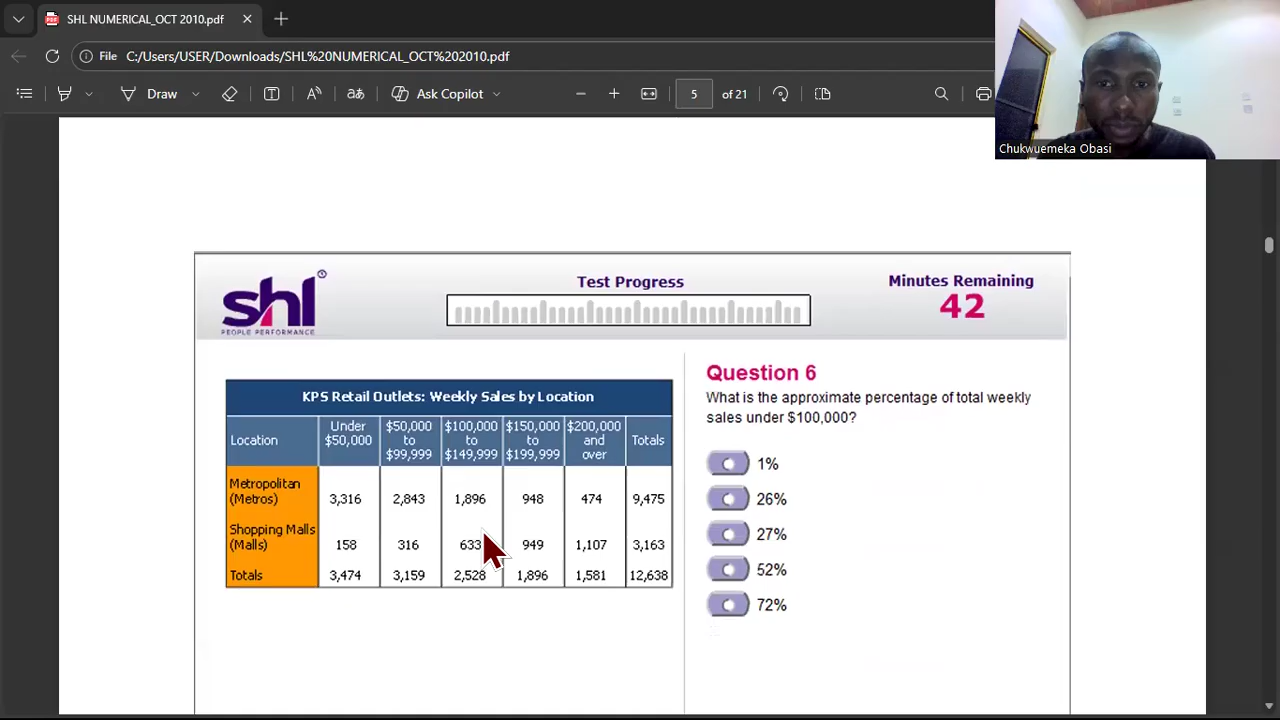 SHL NUMERICAL_OCT 2010.pdf
File C:/Users/USER/Downloads/SHL%20NUMERICAL_OCT%202010.pdf
Draw
Ask Copilot
5 of 21
Chukwuemeka Obasi
shl
PEOPLE PERFORMANCE
Test Progress
Minutes Remaining
42
KPS Retail Outlets: Weekly Sales by Location
Location Under $50,000 $50,000 to $99,999 $100,000 to $149,999 $150,000 to $199,999 $200,000 and over Totals
Metropolitan (Metros) 3,316 2,843 1,896 948 474 9,475
Shopping Malls (Malls) 158 316 633 949 1,107 3,163
Totals 3,474 3,159 2,528 1,896 1,581 12,638
Question 6
What is the approximate percentage of total weekly
sales under $100,000?
1%
26%
27%
52%
72%